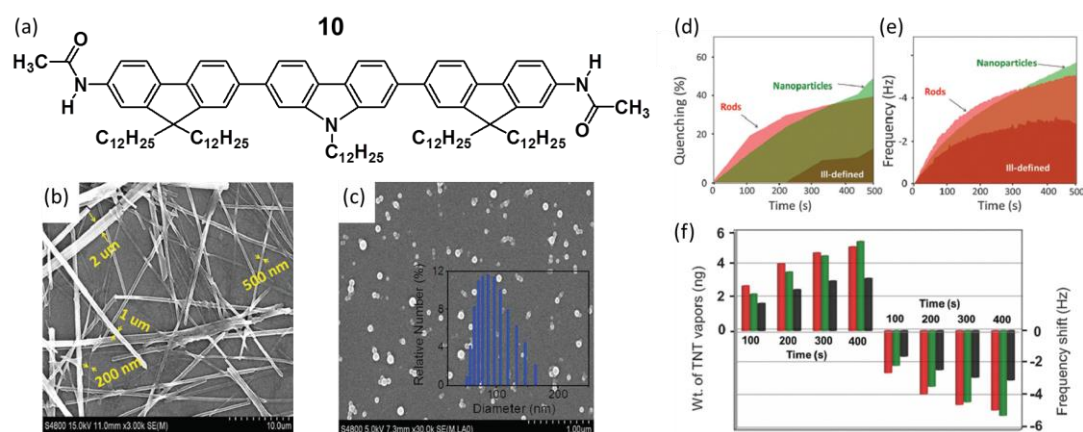 (a)
10
H₃C
O
N
H
C₁₂H₂₅ C₁₂H₂₅
N
C₁₂H₂₅
C₁₂H₂₅ C₁₂H₂₅
H
N
O
CH₃
(b)
2 um
500 nm
1 um
200 nm
S4800 15.0kV 11.0mm x3.00k SE(M)
10.0um
(c)
Relative Number (%)
100 200
Diameter (nm)
S4800 5.0kV 7.3mm x30.0k SE(M,LA0)
1.00um
(d)
Quenching (%)
60
40
20
0
Nanoparticles
Rods
Ill-defined
0 100 200 300 400 500
Time (s)
(e)
Frequency (Hz)
-4
-2
0
Nanoparticles
Rods
Ill-defined
0 100 200 300 400 500
Time (s)
(f)
Wt. of TNT vapors (ng)
6
4
2
0
100 200 300 400
Time (s)
Time (s)
100 200 300 400
0
-2
-4
-6
Frequency shift (Hz)